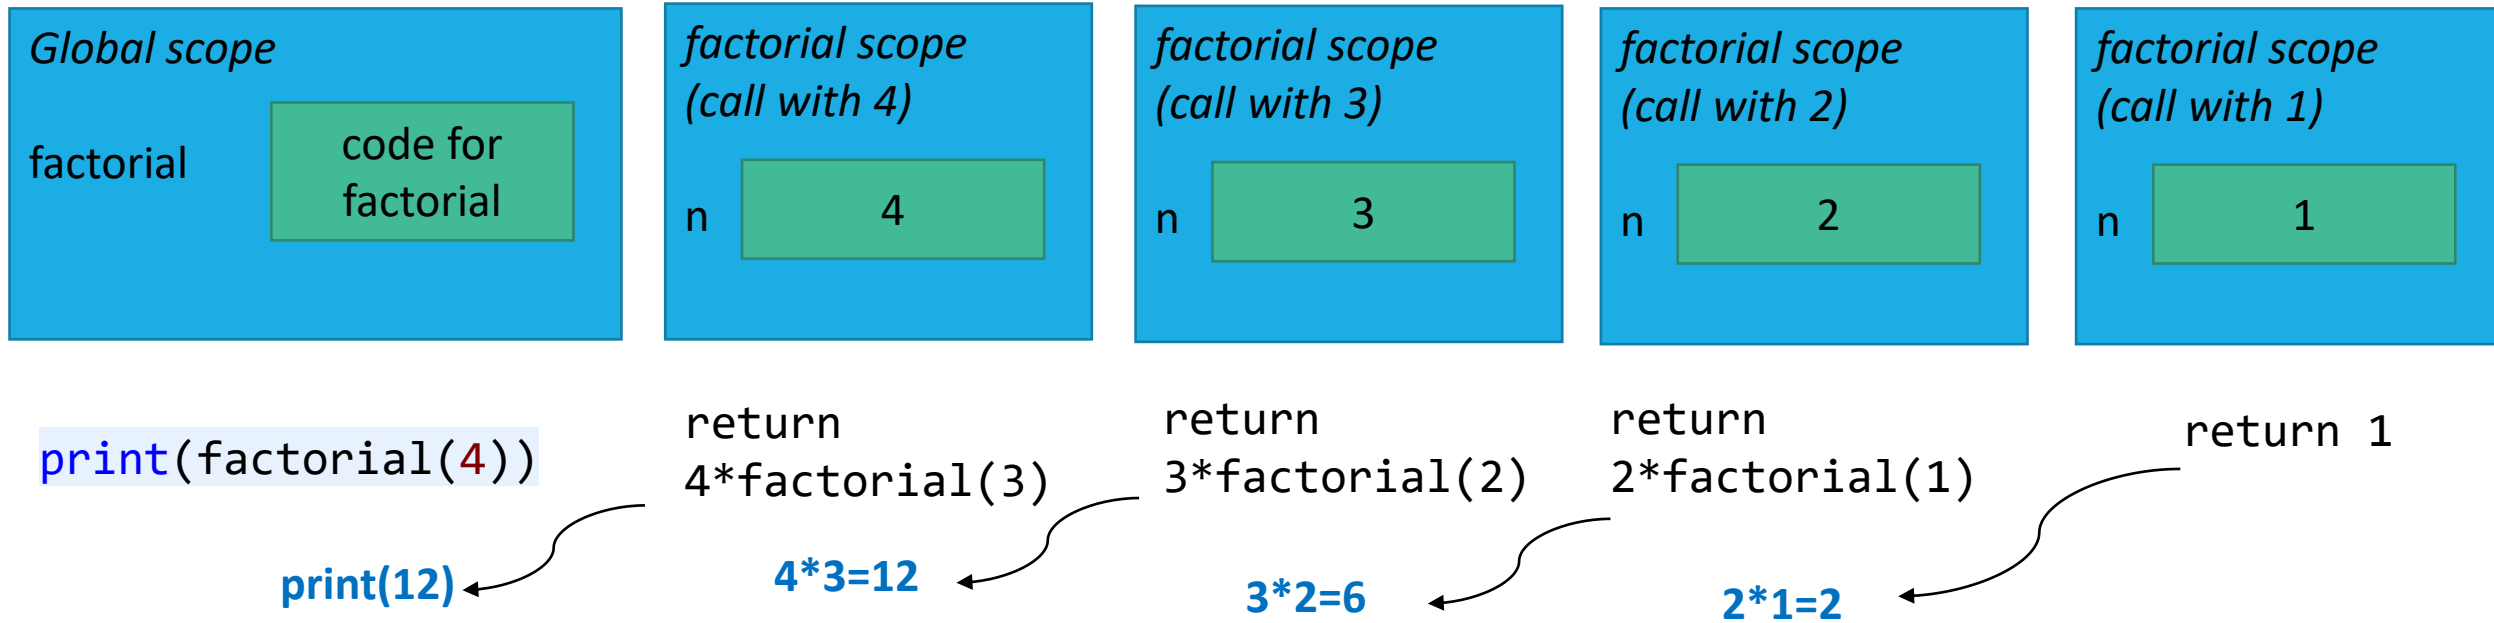 Global scope
factorial
code for
factorial
factorial scope
(call with 4)
n
4
factorial scope
(call with 3)
n
3
factorial scope
(call with 2)
n
2
factorial scope
(call with 1)
n
1
print(factorial(4))
return
4*factorial(3)
return
3*factorial(2)
return
2*factorial(1)
return 1
print(12)
4*3=12
3*2=6
2*1=2